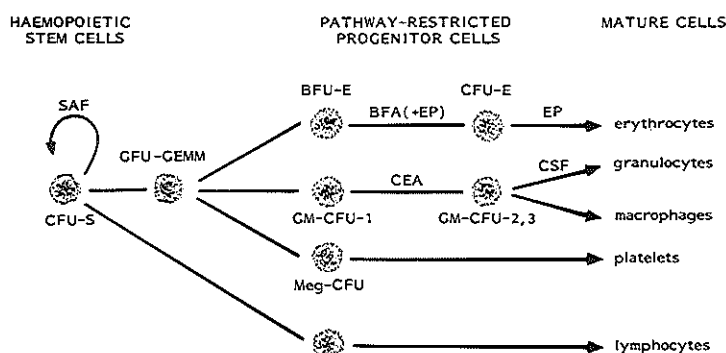 HAEMOPOIETIC
STEM CELLS
PATHWAY-RESTRICTED
PROGENITOR CELLS
MATURE CELLS
SAF
CFU-S
GFU-GEMM
BFU-E
BFA(+EP)
CFU-E
EP
erythrocytes
GM-CFU-1
CEA
GM-CFU-2,3
CSF
granulocytes
macrophages
Meg-CFU
platelets
lymphocytes